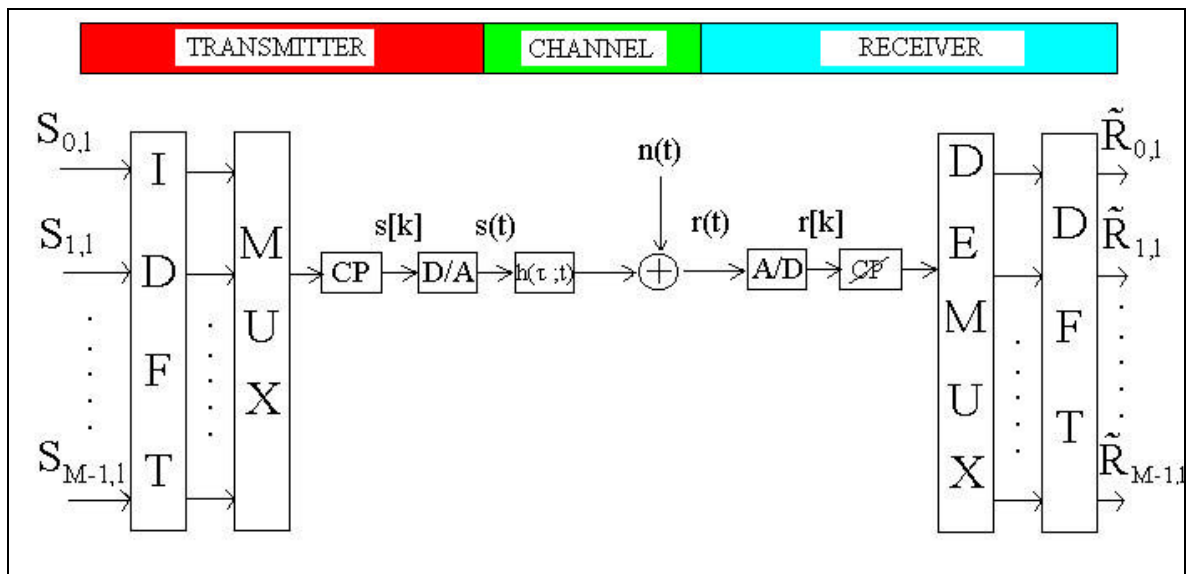 TRANSMITTER CHANNEL RECEIVER
S0,1
S1,1
SM-1,1
I
D
F
T
M
U
X
CP
s[k]
D/A
s(t)
h(τ ;t)
n(t)
+
r(t)
A/D
r[k]
CP
D
E
M
U
X
D
F
T
R̃0,1
R̃1,1
R̃M-1,1